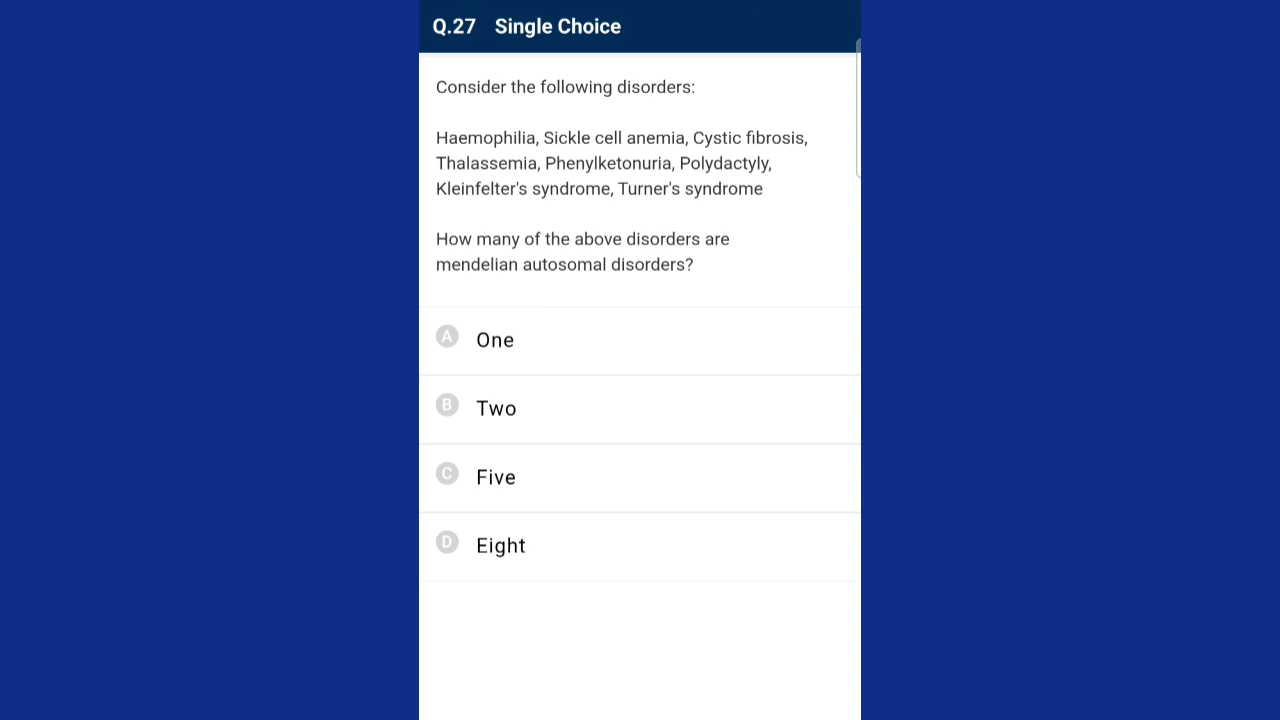 Q.27 Single Choice
Consider the following disorders:
Haemophilia, Sickle cell anemia, Cystic fibrosis,
Thalassemia, Phenylketonuria, Polydactyly,
Kleinfelter's syndrome, Turner's syndrome
How many of the above disorders are
mendelian autosomal disorders?
A One
B Two
C Five
D Eight